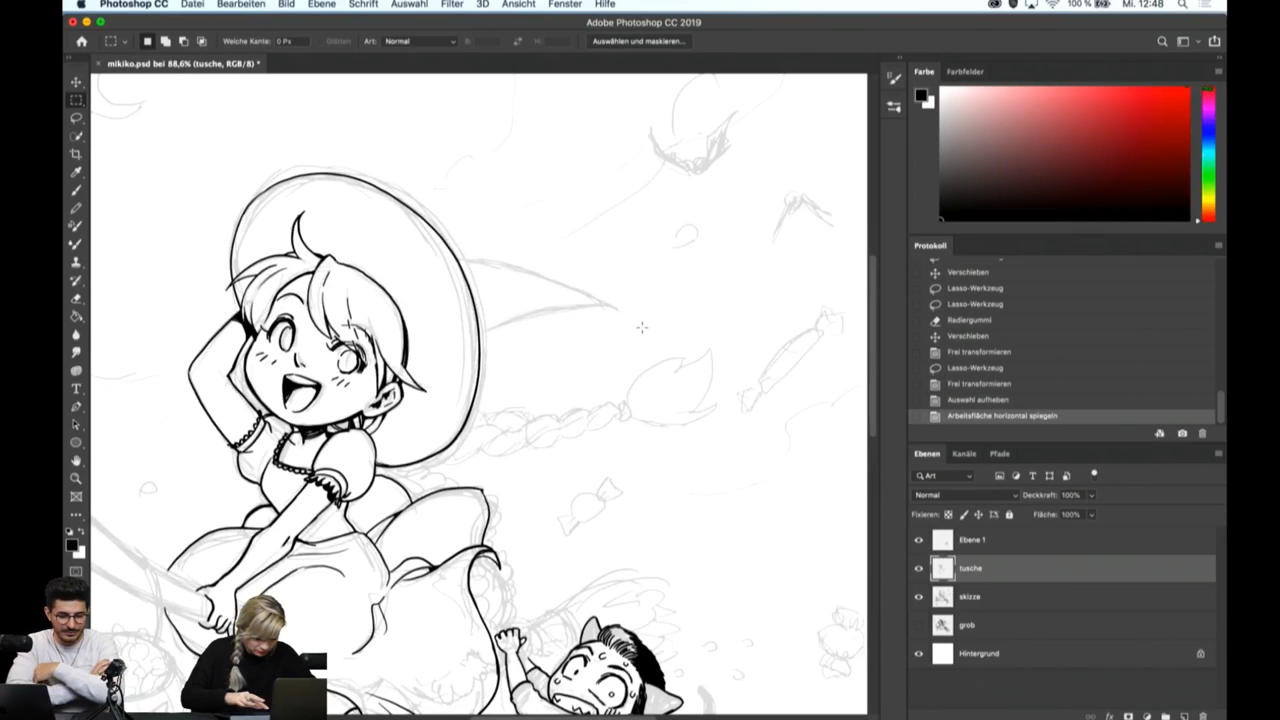 Photoshop CC Datei Bearbeiten Bild Ebene Schrift Auswahl Filter 3D Ansicht Fenster Hilfe 100 % Mi. 12:48
Adobe Photoshop CC 2019
Weiche Kante: 0 Px Glätten Art: Normal B: H: Auswählen und maskieren...
× mikiko.psd bei 88,6% (tusche, RGB/8) *
Farbe Farbfelder
Protokoll
Verschieben
Lasso-Werkzeug
Lasso-Werkzeug
Radiergummi
Verschieben
Frei transformieren
Lasso-Werkzeug
Frei transformieren
Auswahl aufheben
Arbeitsfläche horizontal spiegeln
Ebenen Kanäle Pfade
Art
Normal Deckkraft: 100%
Fixieren: Fläche: 100%
Ebene 1
tusche
skizze
grob
Hintergrund
fx